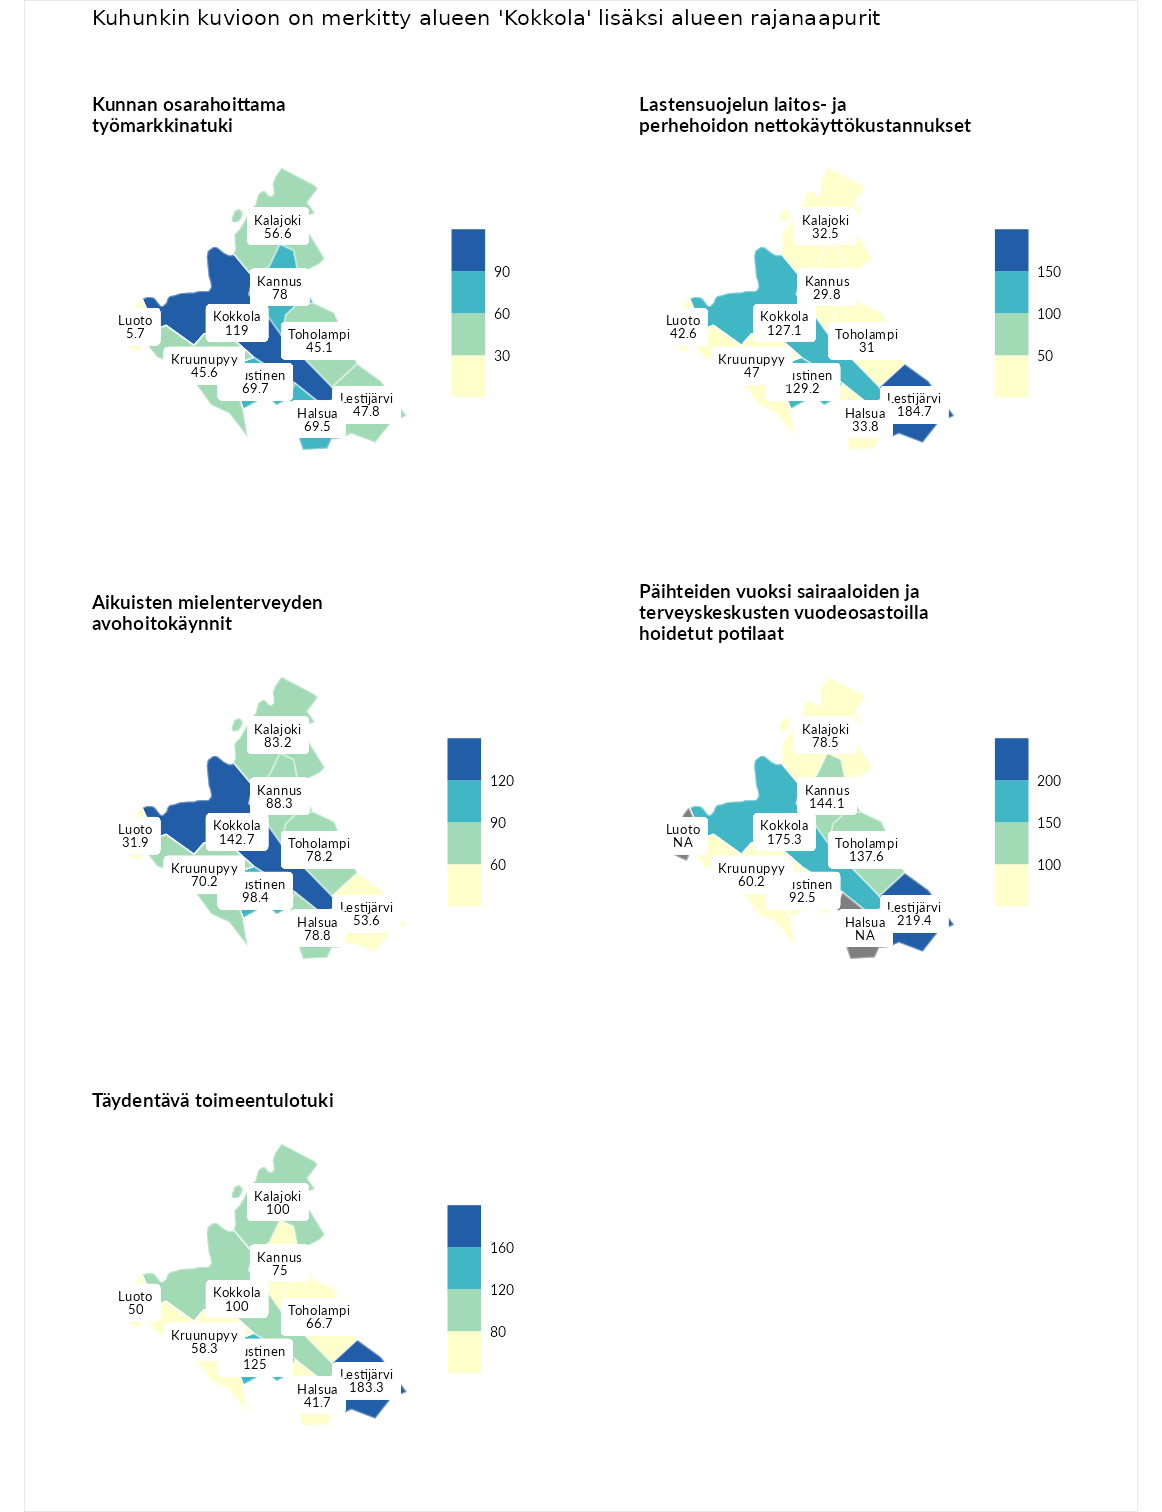 Kuhunkin kuvioon on merkitty alueen 'Kokkola' lisäksi alueen rajanaapurit
Kunnan osarahoittama
työmarkkinatuki
Kalajoki
56.6
Kannus
78
Kokkola
119
Luoto
5.7
Toholampi
45.1
Kruunupyy
45.6
ustinen
69.7
Lestijärvi
47.8
Halsua
69.5
90
60
30
Lastensuojelun laitos- ja
perhehoidon nettokäyttökustannukset
Kalajoki
32.5
Kannus
29.8
Kokkola
127.1
Luoto
42.6
Toholampi
31
Kruunupyy
47
ustinen
129.2
Lestijärvi
184.7
Halsua
33.8
150
100
50
Aikuisten mielenterveyden
avohoitokäynnit
Kalajoki
83.2
Kannus
88.3
Kokkola
142.7
Luoto
31.9
Toholampi
78.2
Kruunupyy
70.2
ustinen
98.4
Lestijärvi
53.6
Halsua
78.8
120
90
60
Päihteiden vuoksi sairaaloiden ja
terveyskeskusten vuodeosastoilla
hoidetut potilaat
Kalajoki
78.5
Kannus
144.1
Kokkola
175.3
Luoto
NA
Toholampi
137.6
Kruunupyy
60.2
ustinen
92.5
Lestijärvi
219.4
Halsua
NA
200
150
100
Täydentävä toimeentulotuki
Kalajoki
100
Kannus
75
Kokkola
100
Luoto
50
Toholampi
66.7
Kruunupyy
58.3
ustinen
125
Lestijärvi
183.3
Halsua
41.7
160
120
80